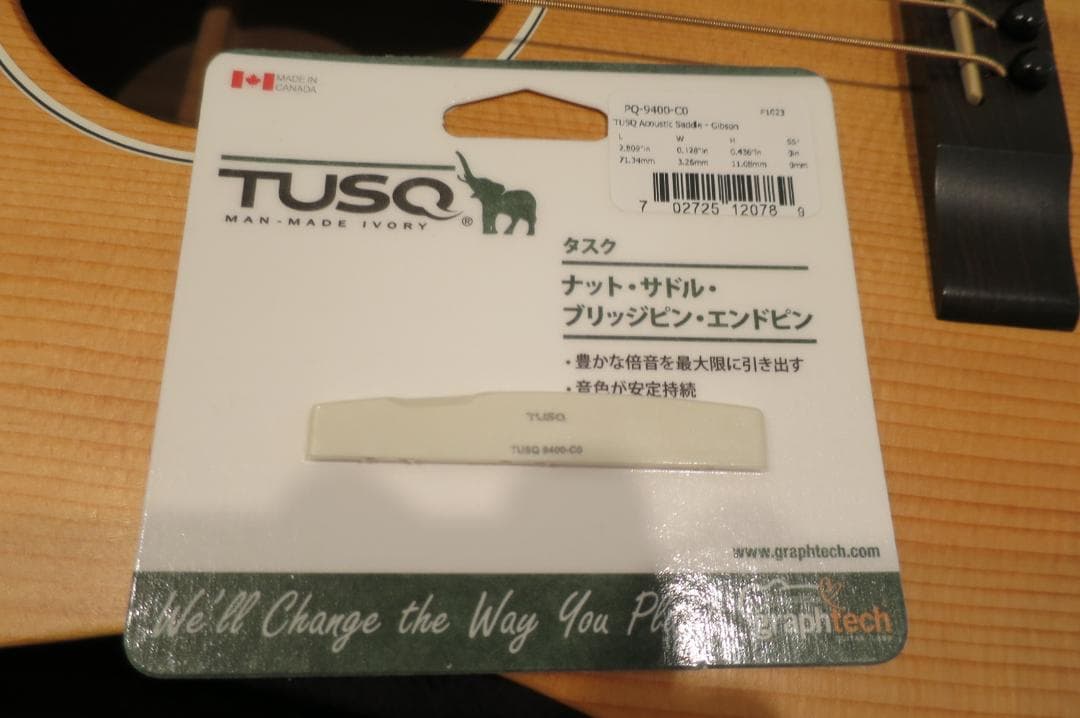 MADE IN
CANADA
TUSQ
MAN-MADE IVORY ®
PQ-9400-C0
TUSQ Acoustic Saddle - Gibson
L W H
2.809"in 0.128"in 0.436"in
71.34mm 3.26mm 11.08mm 9mm
7 02725 12078 9
タスク
ナット・サドル・
ブリッジピン・エンドピン
・豊かな倍音を最大限に引き出す
・音色が安定持続
TUSQ
TUSQ 9400-C0
www.graphtech.com
We'll Change the Way You
graphtech